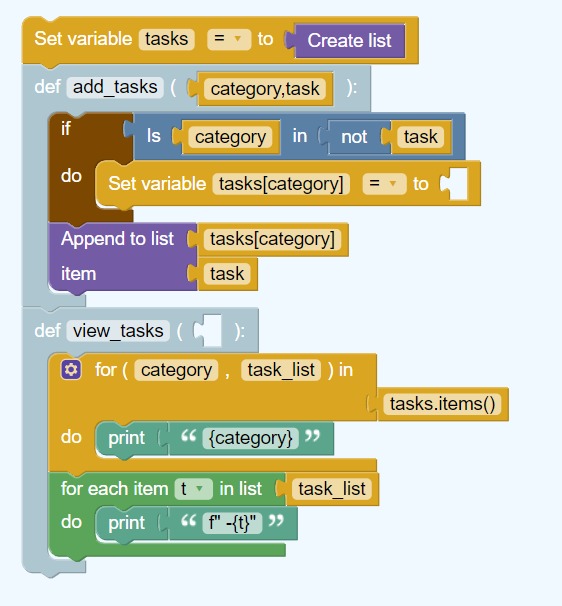 Set variable tasks = to Create list
def add_tasks ( category,task ):
if Is category in not task
do Set variable tasks[category] = to
Append to list tasks[category]
item task
def view_tasks ( ):
for ( category , task_list ) in
tasks.items()
do print “ {category} ”
for each item t in list task_list
do print “ f" -{t}" ”